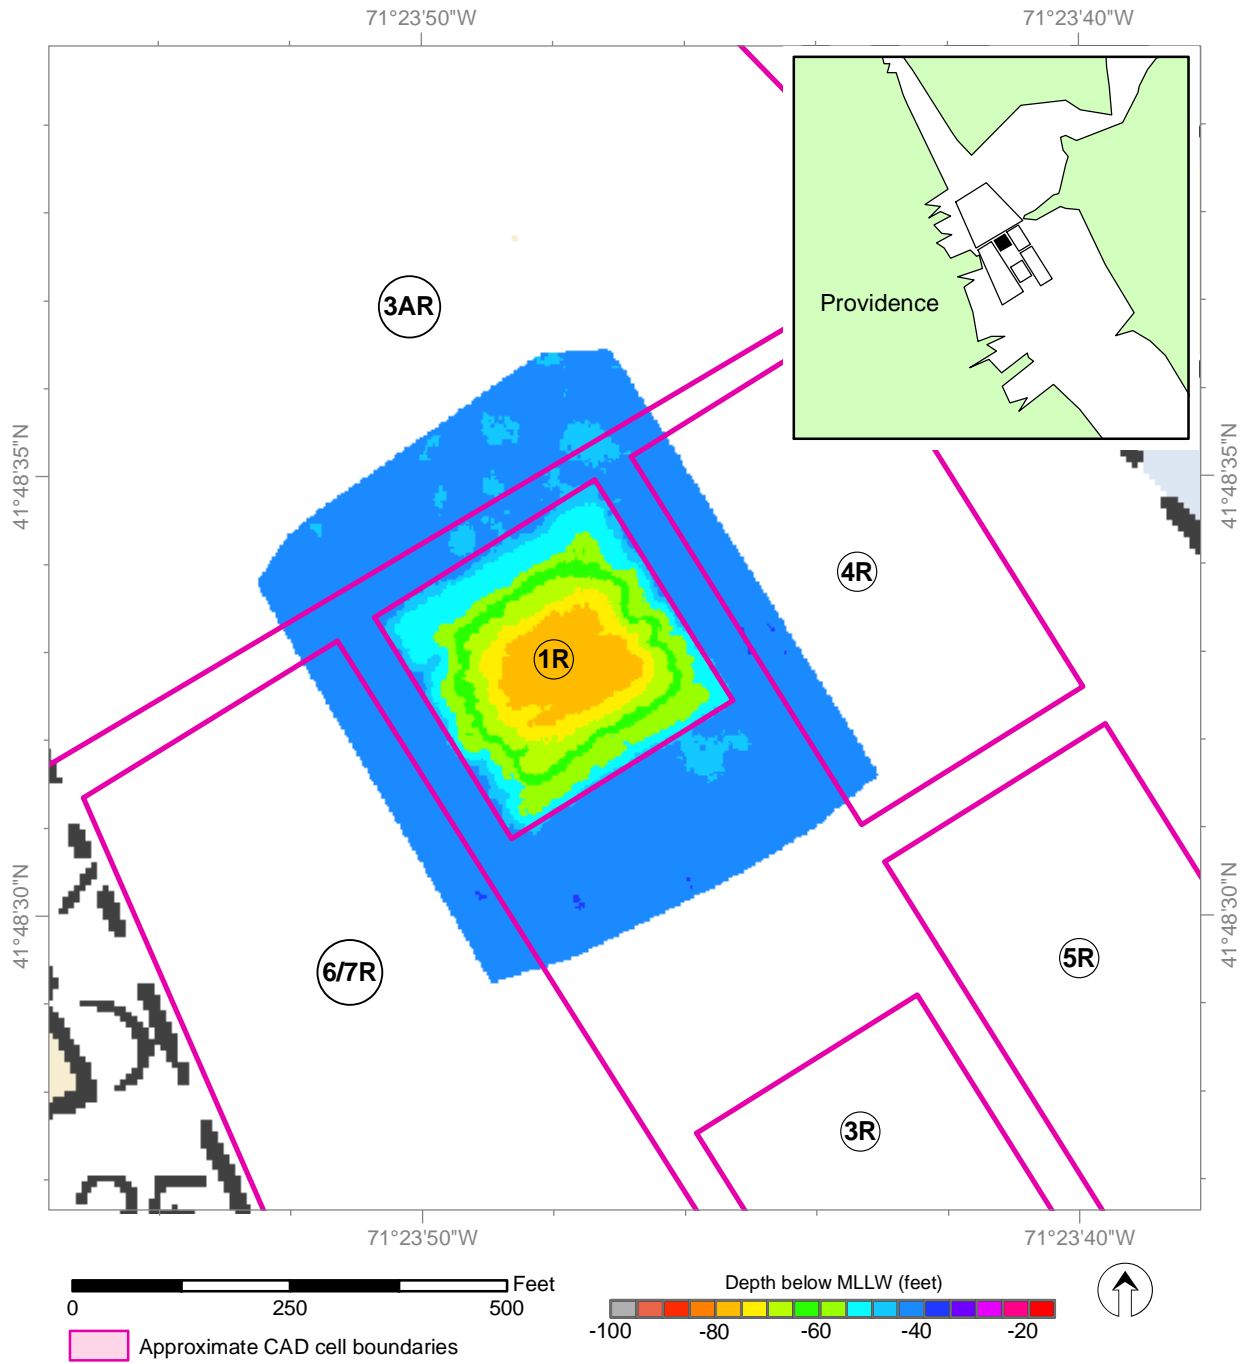 71°23'50"W 71°23'40"W
Providence
3AR
41°48'35"N 41°48'35"N
4R
1R
41°48'30"N 41°48'30"N
6/7R
5R
3R
71°23'50"W 71°23'40"W
Feet
0 250 500
Depth below MLLW (feet)
-100 -80 -60 -40 -20
Approximate CAD cell boundaries